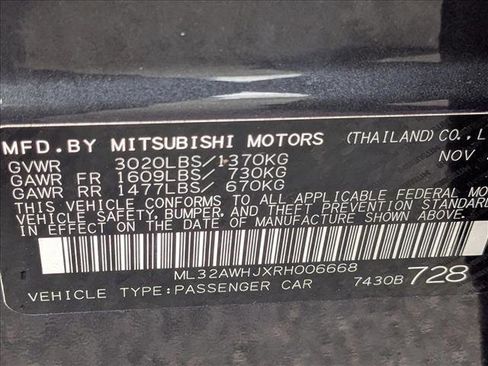 MFD.BY MITSUBISHI MOTORS (THAILAND) CO., L
GVWR 3020LBS/1370KG NOV
GAWR FR 1609LBS/ 730KG
GAWR RR 1477LBS/ 670KG
THIS VEHICLE CONFORMS TO ALL APPLICABLE FEDERAL MO
VEHICLE SAFETY, BUMPER, AND THEFT PREVENTION STANDARD
IN EFFECT ON THE DATE OF MANUFACTURE SHOWN ABOVE.
ML32AWHJXRH006668
VEHICLE TYPE:PASSENGER CAR 7430B 728